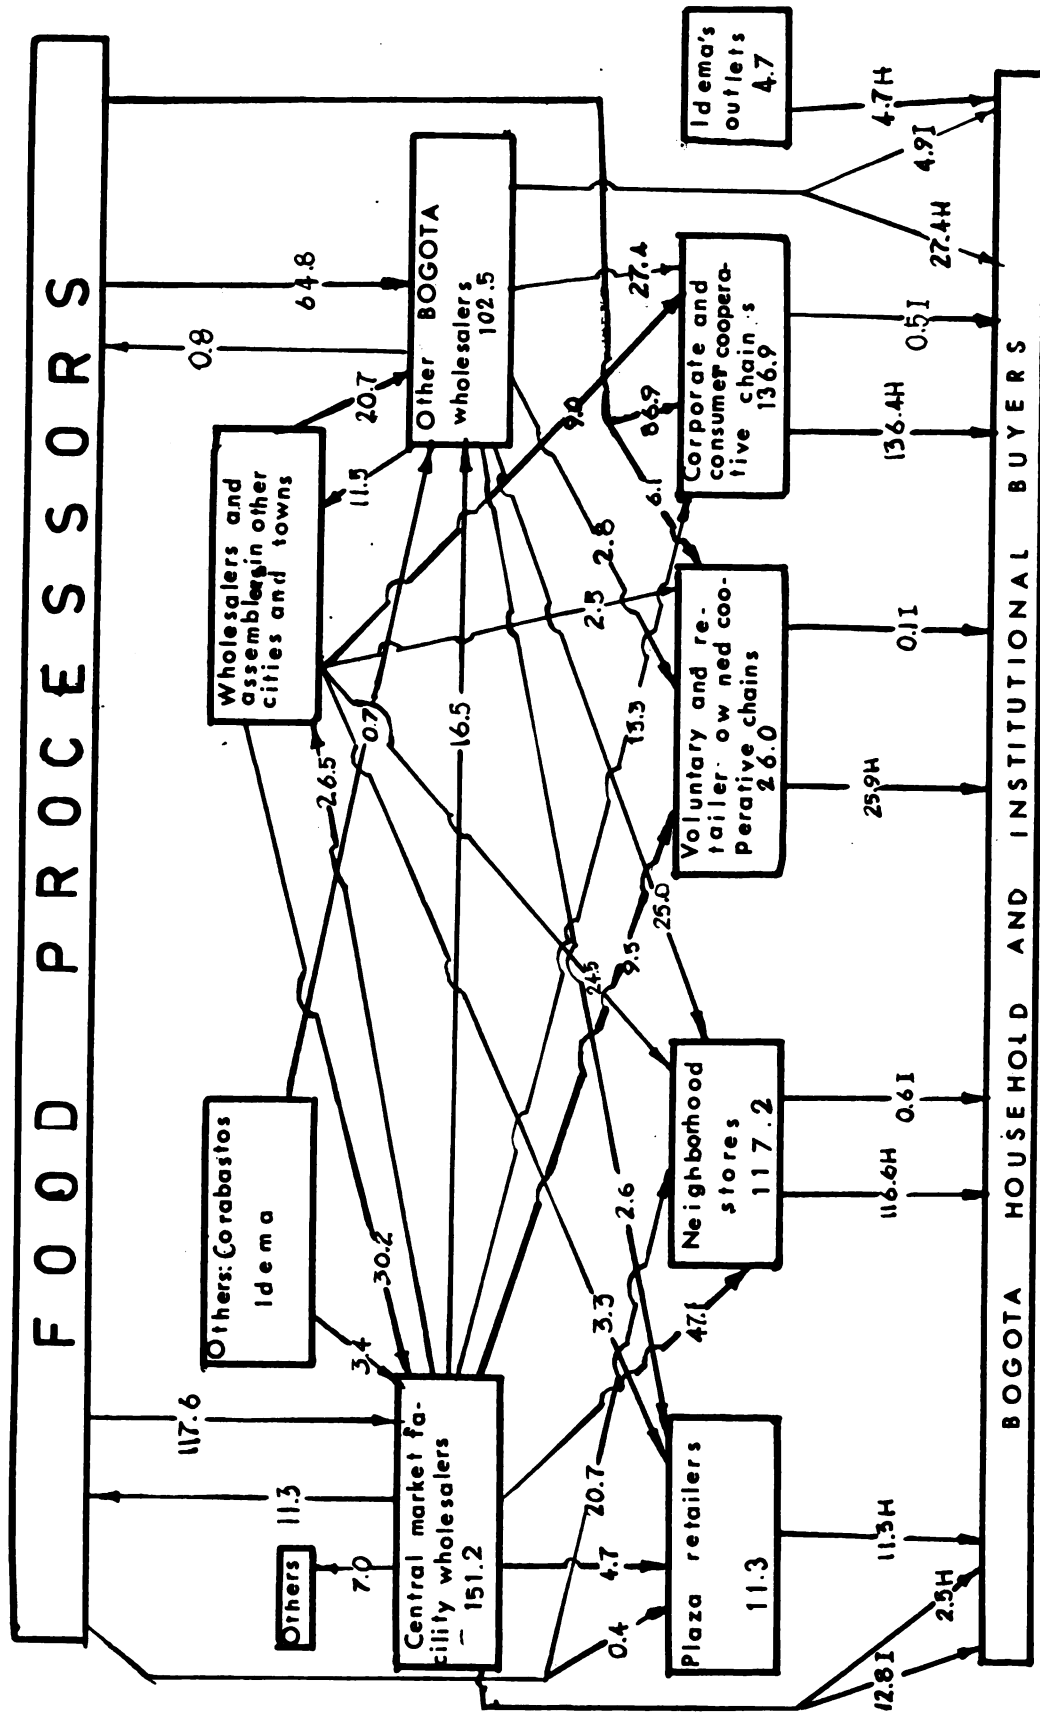 FOOD PROCESSORS
117.6
11.3
64.8
0.8
Others
7.0
Others: Corabastos
Idema
3.4
Wholesalers and
assemblers in other
cities and towns
20.7
11.5
26.5
30.2
0.7
Central market fa-
cility wholesalers
151.2
Other BOGOTA
wholesalers
102.5
16.5
9.0
27.4
86.9
6.1
2.8
2.5
13.3
25.0
24.5
9.5
2.6
3.3
47.1
20.7
4.7
0.4
Plaza retailers
11.3
Neighborhood
stores
117.2
Voluntary and re-
tailer- owned coo-
perative chains
26.0
Corporate and
consumer coopera-
tive chain s
136.9
Idema's
outlets
4.7
12.8I
2.5H
11.3H
116.6H
0.6I
25.9H
0.1I
136.4H
0.5I
27.4H
4.9I
4.7H
BOGOTA HOUSEHOLD AND INSTITUTIONAL BUYERS